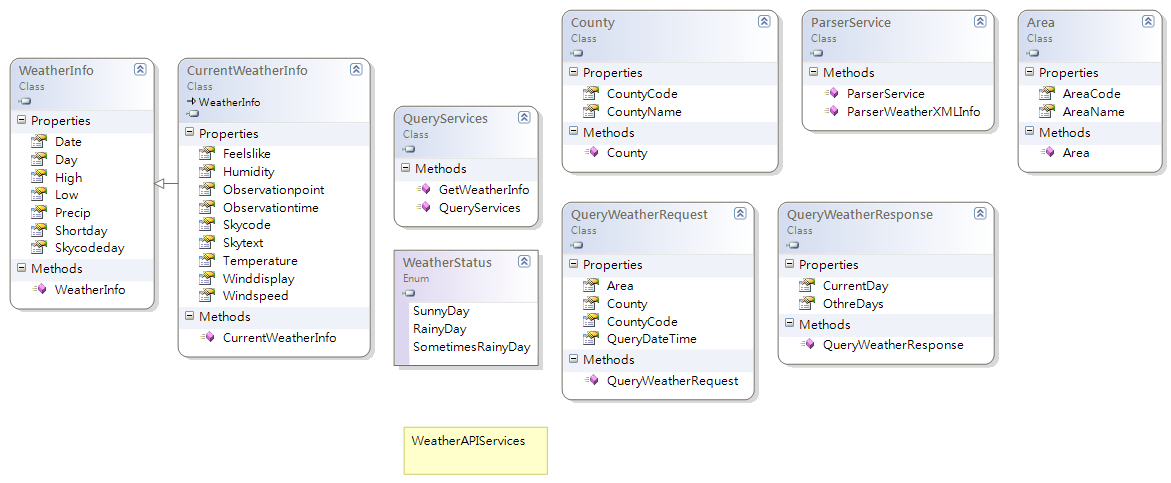 WeatherInfo
Class
Properties
Date
Day
High
Low
Precip
Shortday
Skycodeday
Methods
WeatherInfo
CurrentWeatherInfo
Class
WeatherInfo
Properties
Feelslike
Humidity
Observationpoint
Observationtime
Skycode
Skytext
Temperature
Winddisplay
Windspeed
Methods
CurrentWeatherInfo
QueryServices
Class
Methods
GetWeatherInfo
QueryServices
WeatherStatus
Enum
SunnyDay
RainyDay
SometimesRainyDay
WeatherAPIServices
County
Class
Properties
CountyCode
CountyName
Methods
County
ParserService
Class
Methods
ParserService
ParserWeatherXMLInfo
Area
Class
Properties
AreaCode
AreaName
Methods
Area
QueryWeatherRequest
Class
Properties
Area
County
CountyCode
QueryDateTime
Methods
QueryWeatherRequest
QueryWeatherResponse
Class
Properties
CurrentDay
OthreDays
Methods
QueryWeatherResponse